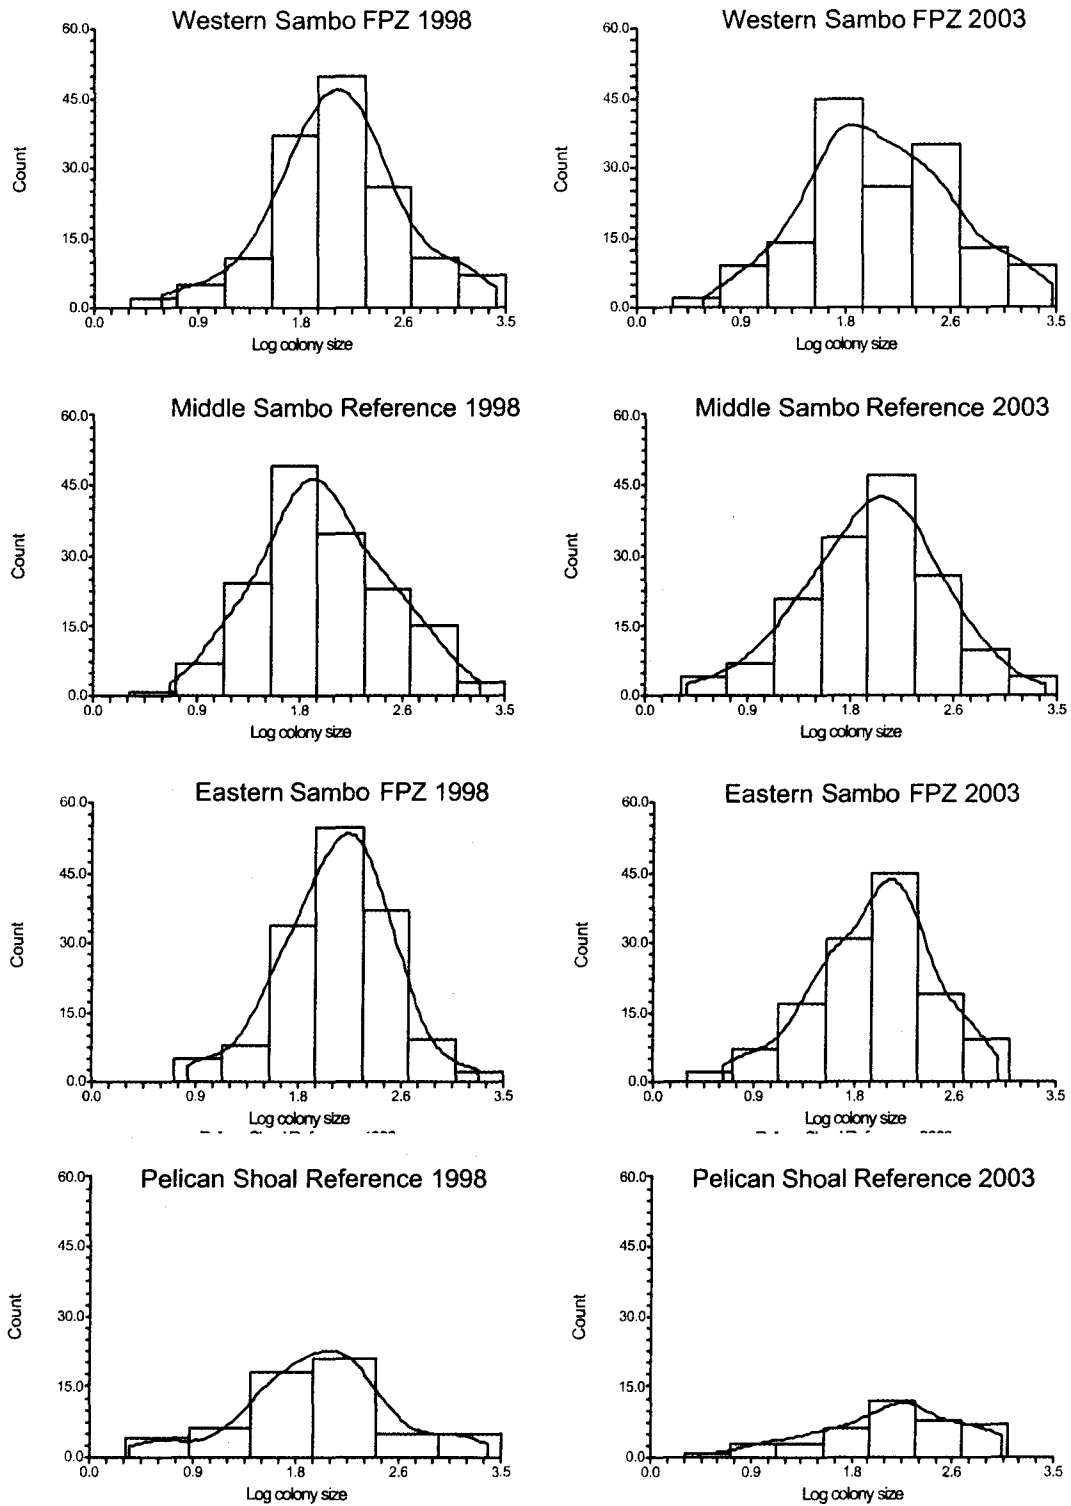 Western Sambo FPZ 1998
60.0
45.0
30.0
15.0
0.0
Count
0.0 0.9 1.8 2.6 3.5
Log colony size
Western Sambo FPZ 2003
60.0
45.0
30.0
15.0
0.0
Count
0.0 0.9 1.8 2.6 3.5
Log colony size
Middle Sambo Reference 1998
60.0
45.0
30.0
15.0
0.0
Count
0.0 0.9 1.8 2.6 3.5
Log colony size
Middle Sambo Reference 2003
60.0
45.0
30.0
15.0
0.0
Count
0.0 0.9 1.8 2.6 3.5
Log colony size
Eastern Sambo FPZ 1998
60.0
45.0
30.0
15.0
0.0
Count
0.0 0.9 1.8 2.6 3.5
Log colony size
Eastern Sambo FPZ 2003
60.0
45.0
30.0
15.0
0.0
Count
0.0 0.9 1.8 2.6 3.5
Log colony size
Pelican Shoal Reference 1998
60.0
45.0
30.0
15.0
0.0
Count
0.0 0.9 1.8 2.6 3.5
Log colony size
Pelican Shoal Reference 2003
60.0
45.0
30.0
15.0
0.0
Count
0.0 0.9 1.8 2.6 3.5
Log colony size